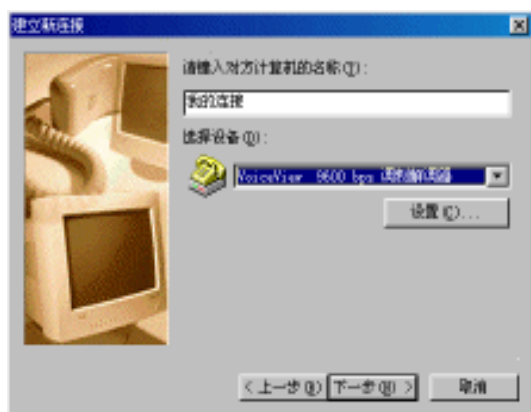 建立新连接
请键入对方计算机的名称(T):
我的连接
选择设备(D):
VoiceView 9600 bps 调制解调器
设置(C)...
<上一步(B) 下一步(N) > 取消